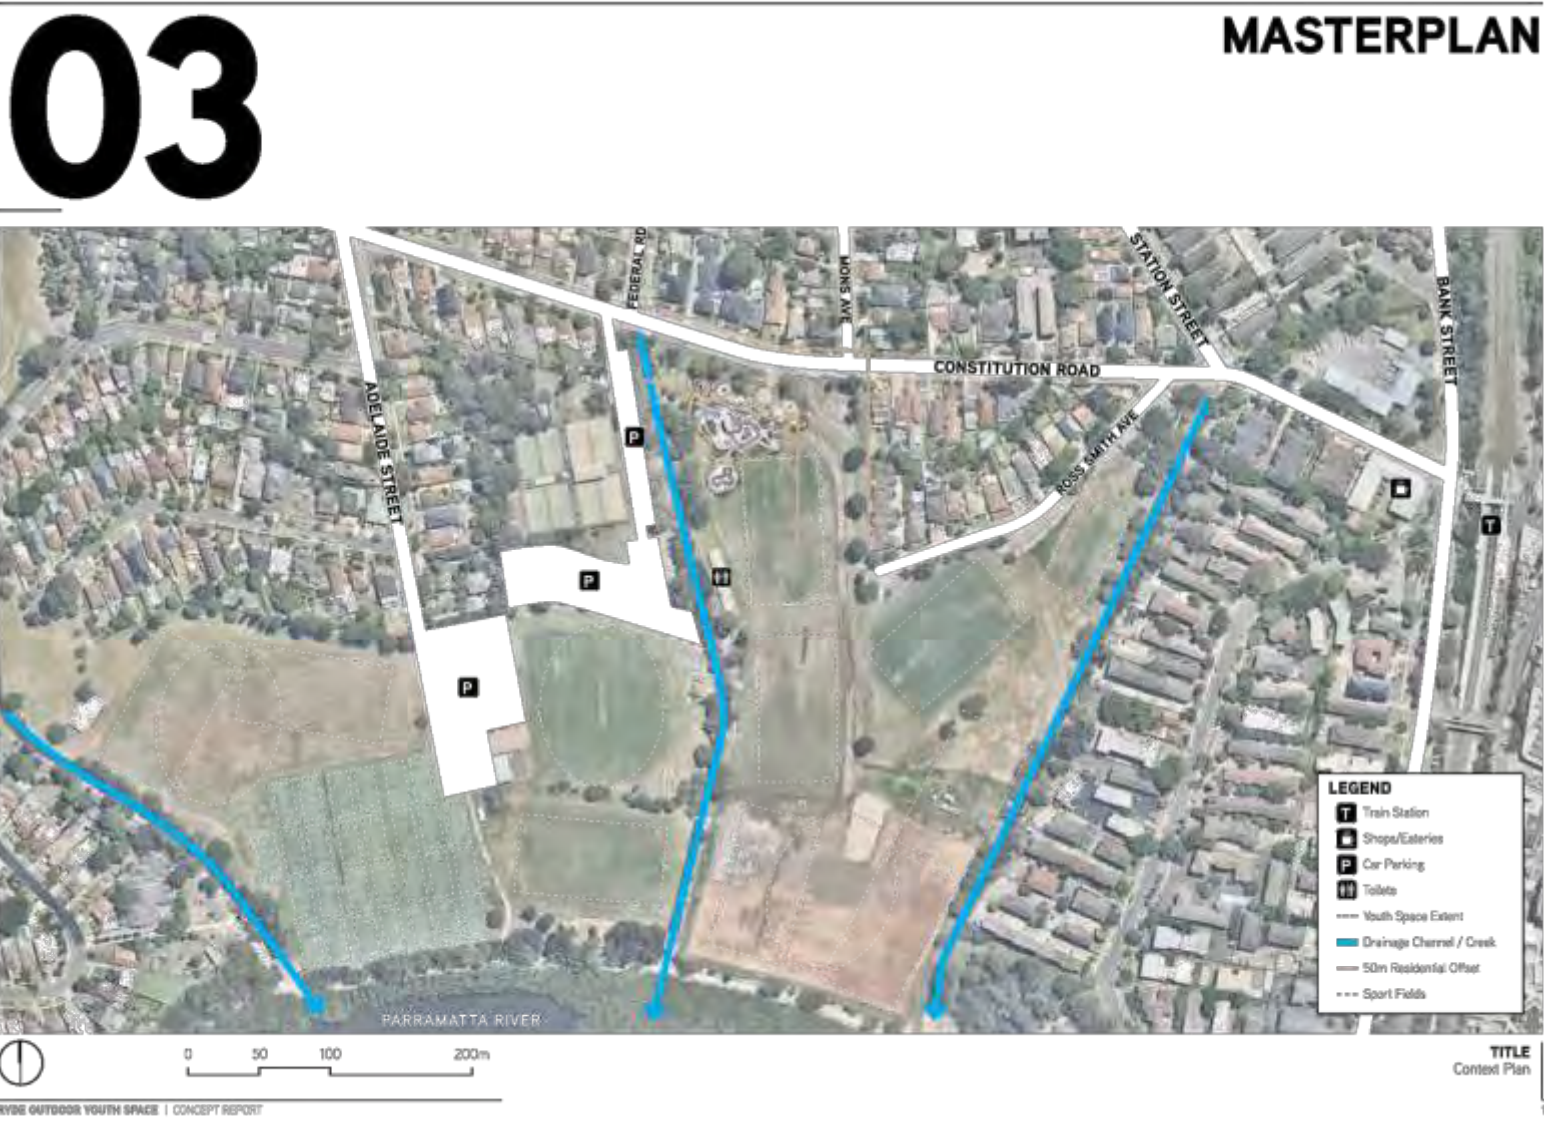 03
MASTERPLAN
FEDERAL RD
MONS AVE
STATION STREET
BANK STREET
CONSTITUTION ROAD
ADELAIDE STREET
ROSS SMITH AVE
P
P
P
T
PARRAMATTA RIVER
LEGEND
T Train Station
Shops/Eateries
P Car Parking
Toilets
Youth Space Extent
Drainage Channel / Creek
50m Residential Offset
Sport Fields
0 50 100 200m
TITLE
Context Plan
RYDE OUTDOOR YOUTH SPACE | CONCEPT REPORT